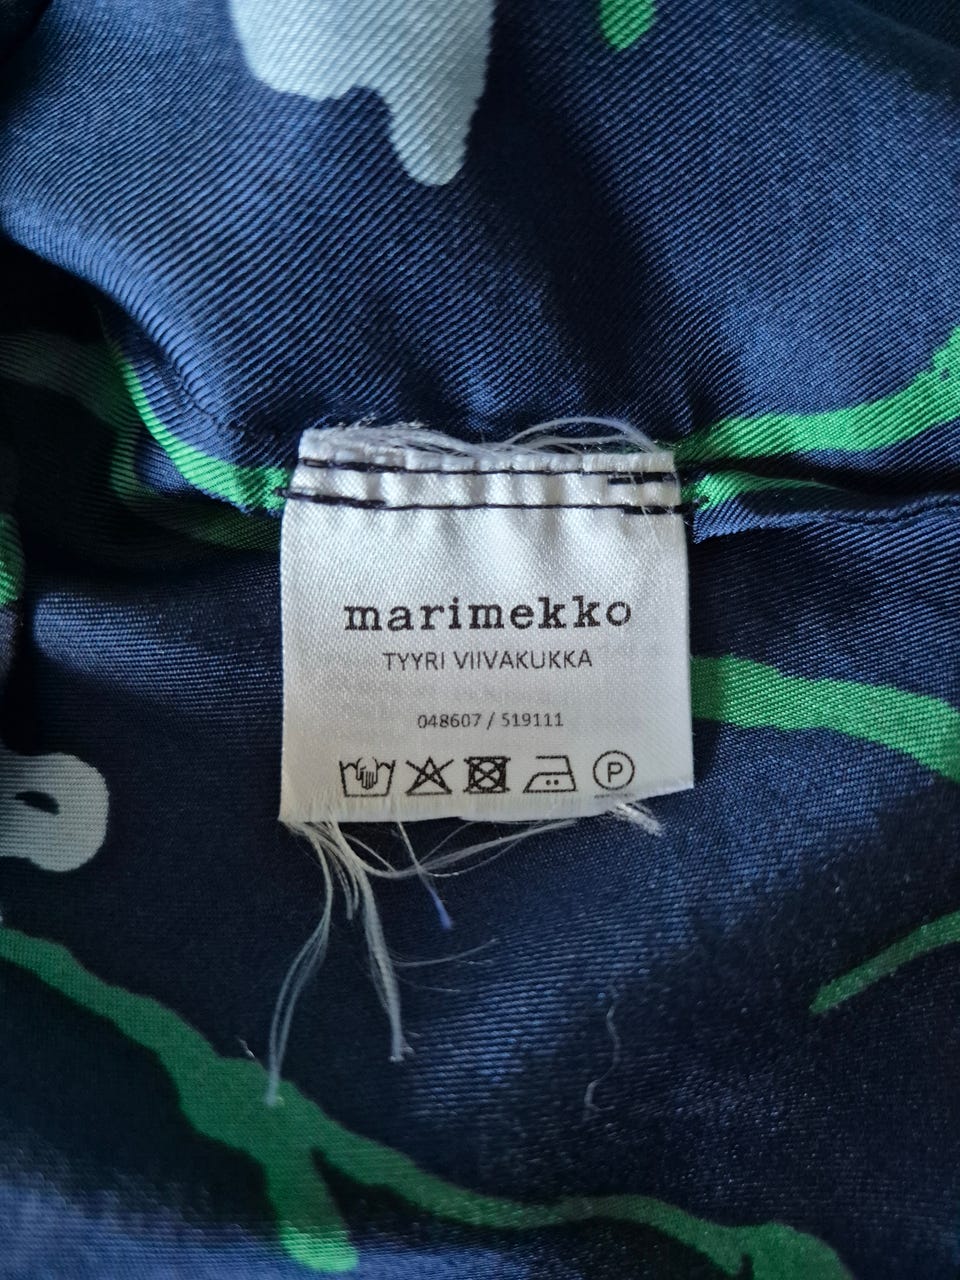 marimekko
TYYRI VIIVAKUKKA
048607 / 519111
P